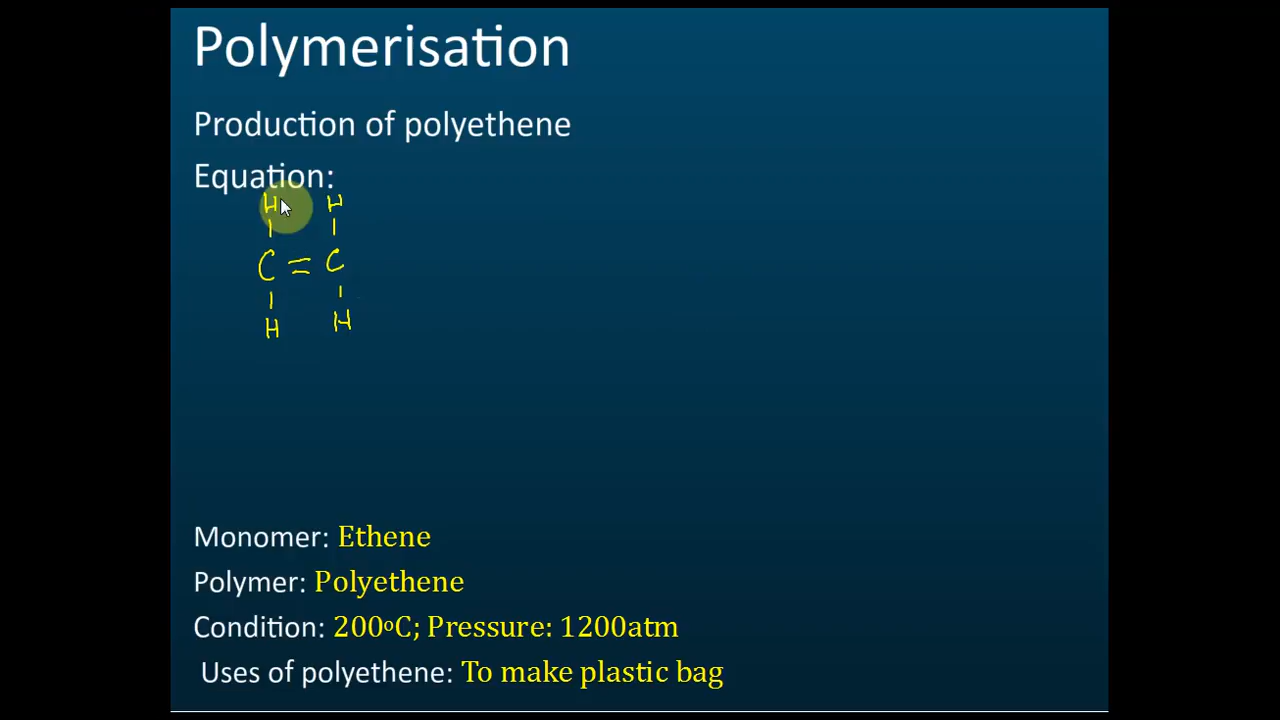 Polymerisation
Production of polyethene
Equation:
H H
C = C
H H
Monomer: Ethene
Polymer: Polyethene
Condition: 200oC; Pressure: 1200atm
Uses of polyethene: To make plastic bag